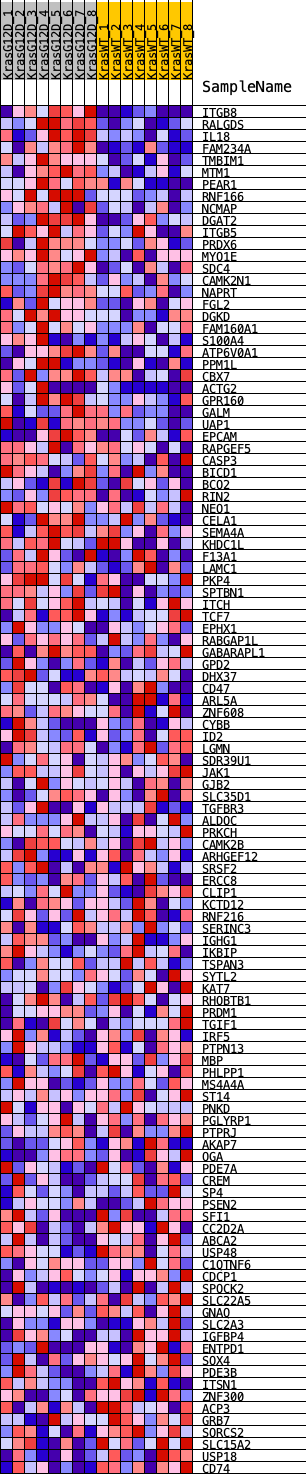 KrasG12D_1
KrasG12D_2
KrasG12D_3
KrasG12D_4
KrasG12D_5
KrasG12D_6
KrasG12D_7
KrasG12D_8
KrasWT_1
KrasWT_2
KrasWT_3
KrasWT_4
KrasWT_5
KrasWT_6
KrasWT_7
KrasWT_8
SampleName
ITGB8
RALGDS
IL18
FAM234A
TMBIM1
MTM1
PEAR1
RNF166
NCMAP
DGAT2
ITGB5
PRDX6
MYO1E
SDC4
CAMK2N1
NAPRT
FGL2
DGKD
FAM160A1
S100A4
ATP6V0A1
PPM1L
CBX7
ACTG2
GPR160
GALM
UAP1
EPCAM
RAPGEF5
CASP3
BICD1
BCO2
RIN2
NEO1
CELA1
SEMA4A
KHDC1L
F13A1
LAMC1
PKP4
SPTBN1
ITCH
TCF7
EPHX1
RABGAP1L
GABARAPL1
GPD2
DHX37
CD47
ARL5A
ZNF608
CYBB
ID2
LGMN
SDR39U1
JAK1
GJB2
SLC35D1
TGFBR3
ALDOC
PRKCH
CAMK2B
ARHGEF12
SRSF2
ERCC8
CLIP1
KCTD12
RNF216
SERINC3
IGHG1
IKBIP
TSPAN3
SYTL2
KAT7
RHOBTB1
PRDM1
TGIF1
IRF5
PTPN13
MBP
PHLPP1
MS4A4A
ST14
PNKD
PGLYRP1
PTPRJ
AKAP7
OGA
PDE7A
CREM
SP4
PSEN2
SFI1
CC2D2A
ABCA2
USP48
C1QTNF6
CDCP1
SPOCK2
SLC22A5
GNAO
SLC2A3
IGFBP4
ENTPD1
SOX4
PDE3B
ITSN1
ZNF300
ACP3
GRB7
SORCS2
SLC15A2
USP18
CD74